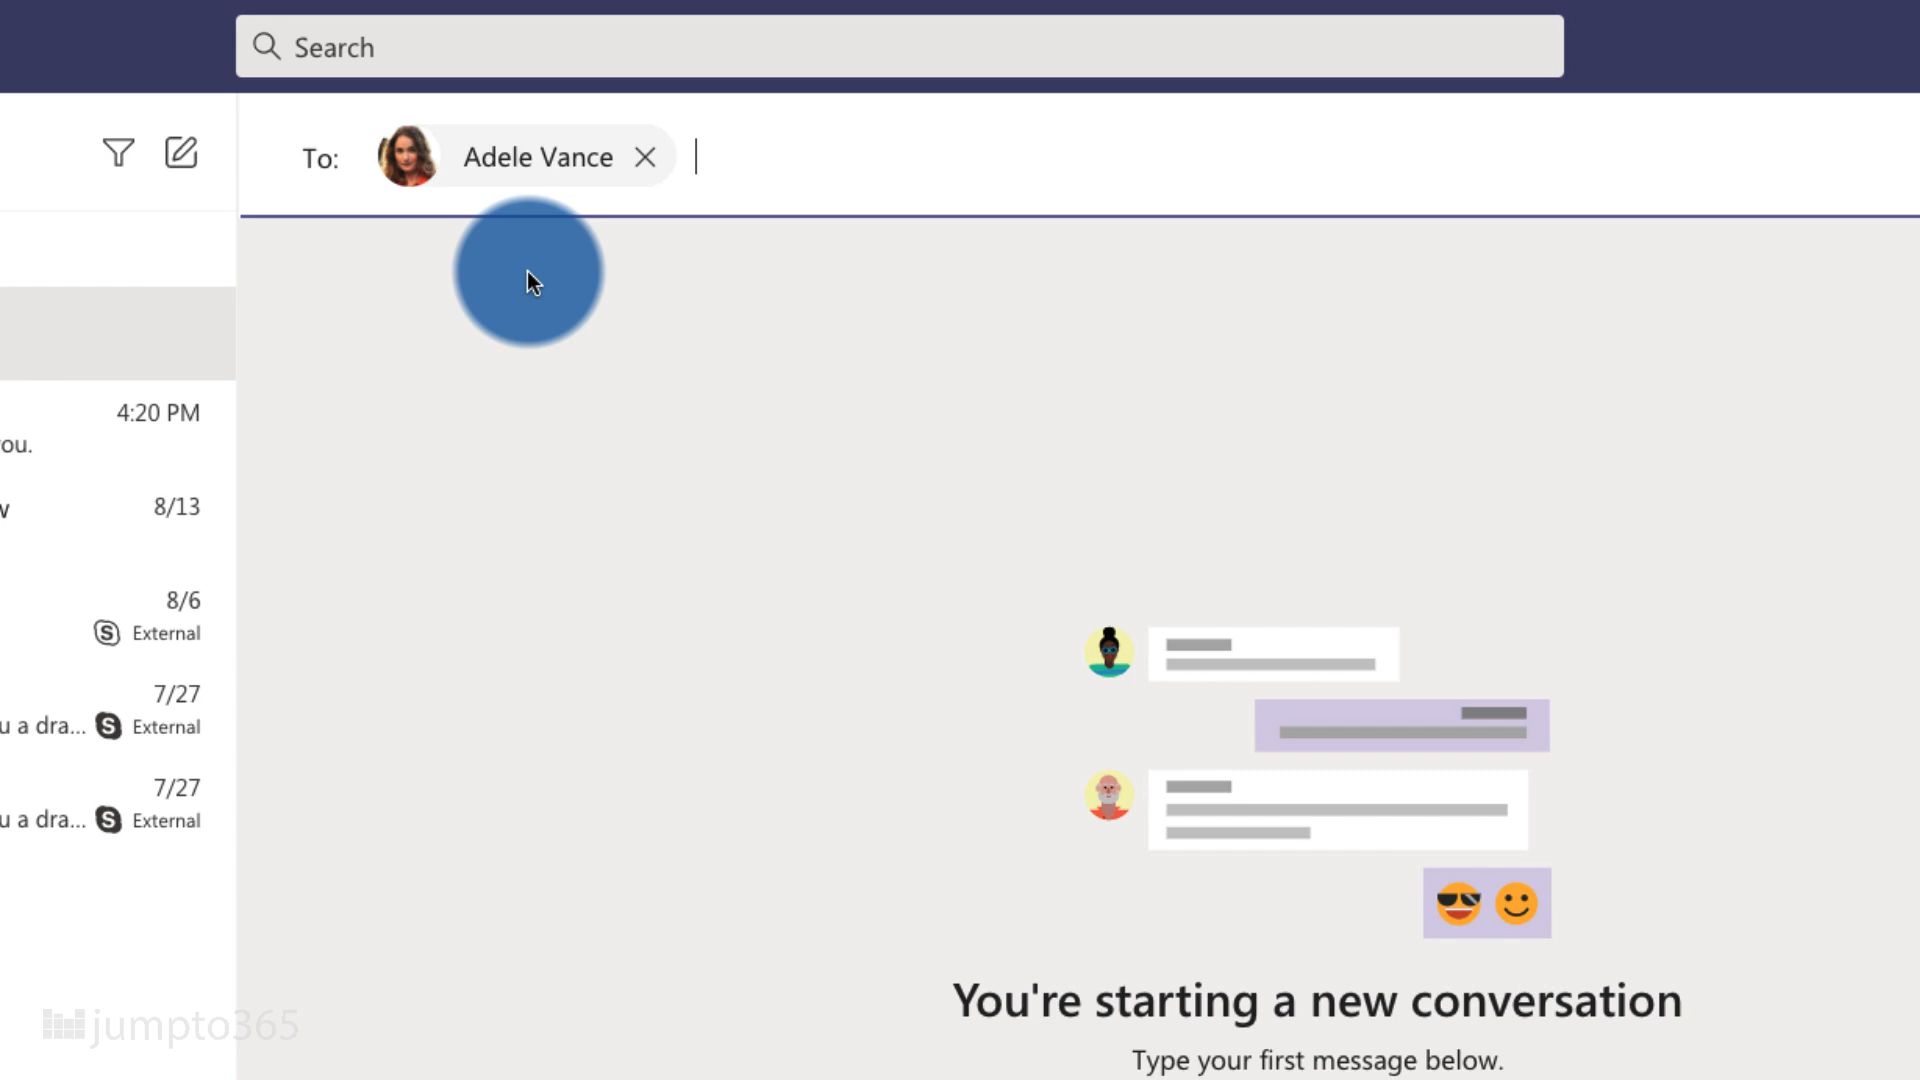 Search
To: Adele Vance
4:20 PM
ou.
8/13
8/6
External
7/27
u a dra... External
7/27
u a dra... External
You're starting a new conversation
Type your first message below.
jumpto365